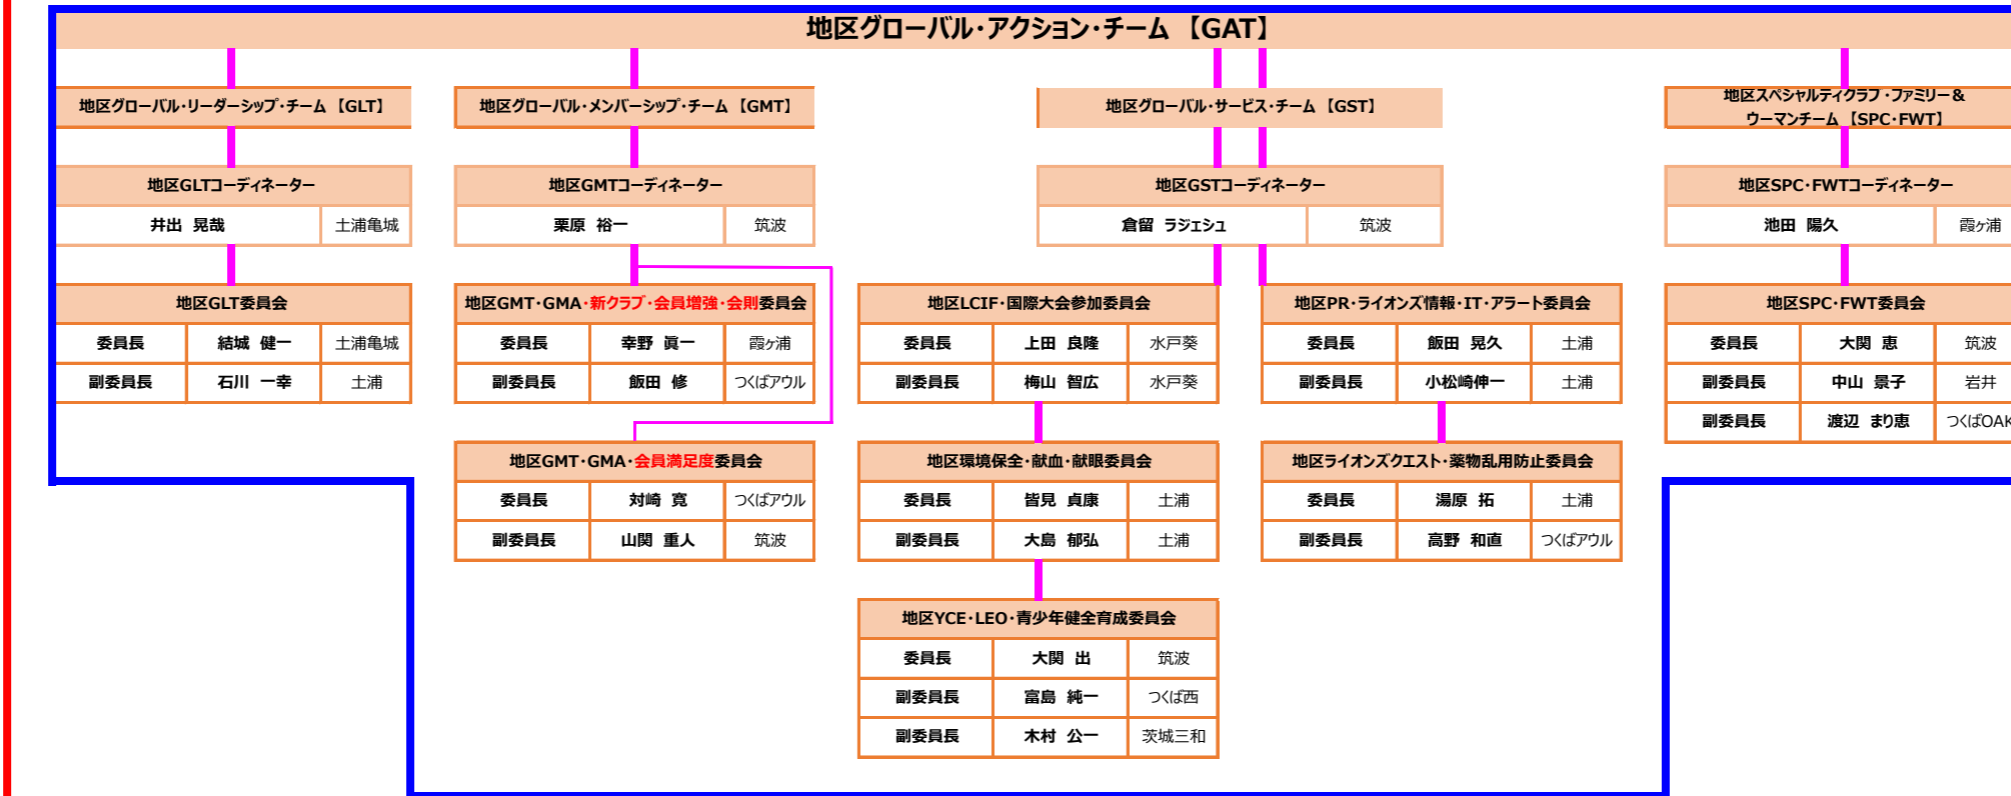 地区グローバル・アクション・チーム 【GAT】
地区グローバル・リーダーシップ・チーム 【GLT】
地区GLTコーディネーター
井出 晃哉 土浦亀城
地区GLT委員会
委員長 結城 健一 土浦亀城
副委員長 石川 一幸 土浦
地区グローバル・メンバーシップ・チーム 【GMT】
地区GMTコーディネーター
栗原 裕一 筑波
地区GMT・GMA・新クラブ・会員増強・会則委員会
委員長 幸野 眞一 霞ヶ浦
副委員長 飯田 修 つくばアウル
地区GMT・GMA・会員満足度委員会
委員長 対崎 寛 つくばアウル
副委員長 山関 重人 筑波
地区グローバル・サービス・チーム 【GST】
地区GSTコーディネーター
倉留 ラジェシュ 筑波
地区LCIF・国際大会参加委員会
委員長 上田 良隆 水戸葵
副委員長 梅山 智広 水戸葵
地区環境保全・献血・献眼委員会
委員長 皆見 貞康 土浦
副委員長 大島 郁弘 土浦
地区YCE・LEO・青少年健全育成委員会
委員長 大関 出 筑波
副委員長 富島 純一 つくば西
副委員長 木村 公一 茨城三和
地区PR・ライオンズ情報・IT・アラート委員会
委員長 飯田 晃久 土浦
副委員長 小松崎伸一 土浦
地区ライオンズクエスト・薬物乱用防止委員会
委員長 湯原 拓 土浦
副委員長 高野 和直 つくばアウル
地区スペシャルティクラブ・ファミリー＆
ウーマンチーム 【SPC・FWT】
地区SPC・FWTコーディネーター
池田 陽久 霞ヶ浦
地区SPC・FWT委員会
委員長 大関 恵 筑波
副委員長 中山 景子 岩井
副委員長 渡辺 まり恵 つくばOAK